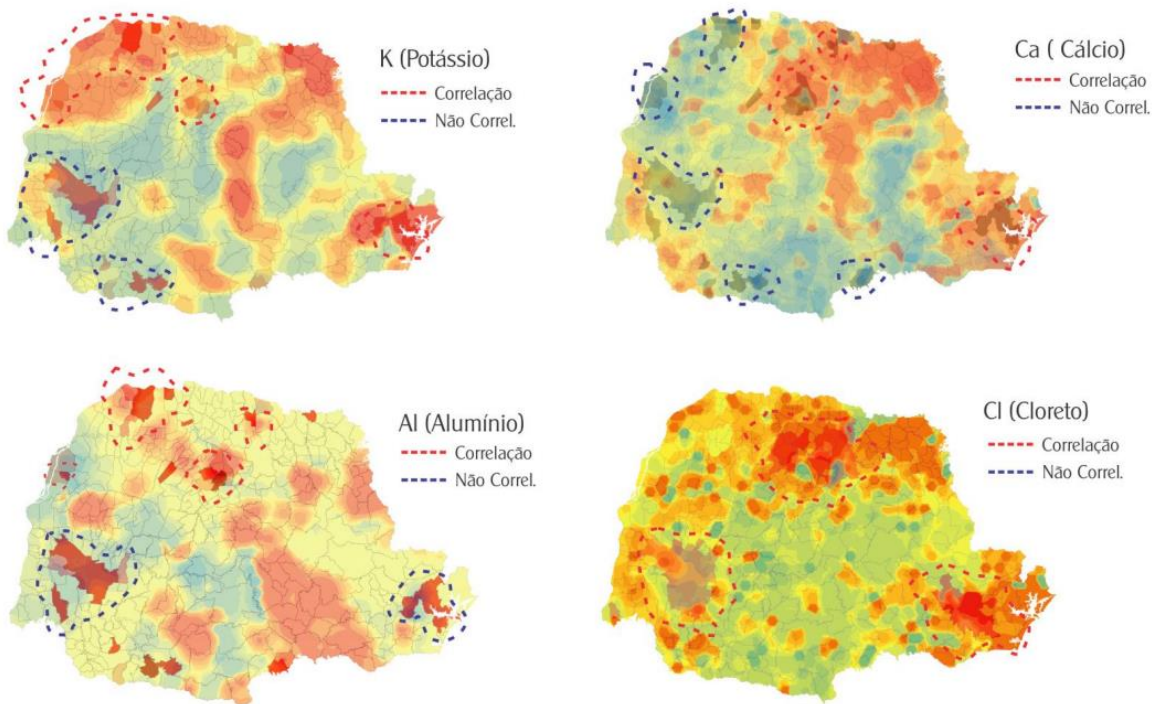 K (Potássio)
Correlação
Não Correl.
Ca ( Cálcio)
Correlação
Não Correl.
Al (Alumínio)
Correlação
Não Correl.
Cl (Cloreto)
Correlação
Não Correl.